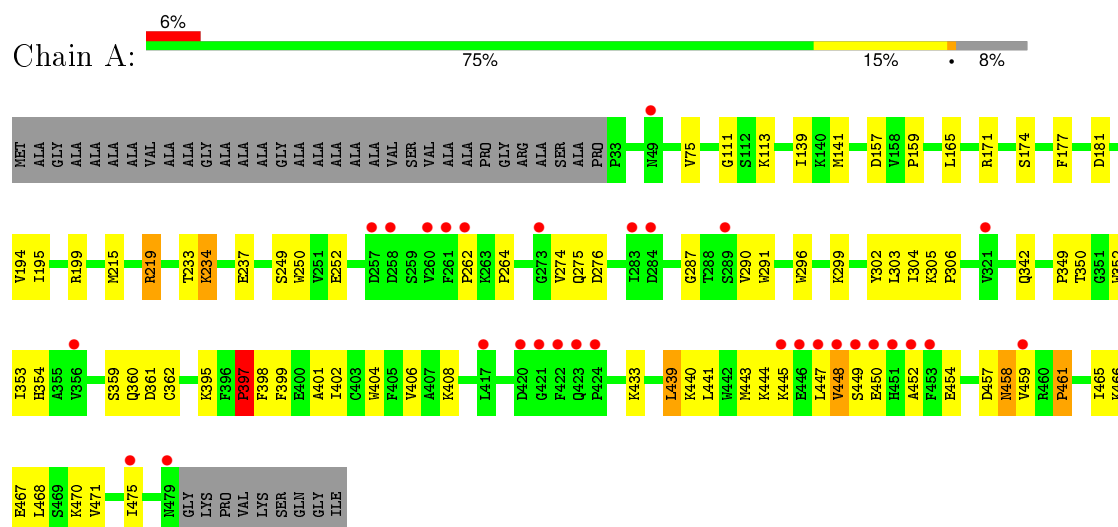 6%
Chain A:
75% 15% • 8%
MET ALA GLY ALA ALA ALA ALA VAL ALA ALA GLY ALA ALA ALA GLY ALA ALA ALA ALA ALA VAL SER VAL ALA ALA PRO GLY ARG ALA SER ALA PRO P33 N49 V75 G111 S112 K113 I139 K140 M141 D157 V158 P159 L165 R171 S174 F177 D181
V194 I195 R199 M215 R219 T233 K234 E237 S249 W250 V251 E252 D257 D258 S259 V260 F261 P262 K263 P264 G273 V274 Q275 D276 I283 D284 G287 T288 S289 V290 W291 W296 K299 Y302 L303 I304 K305 P306 V321 Q342 P349 T350 G351 W352
I353 H354 A355 V356 S359 Q360 D361 C362 K395 F396 P397 F398 F399 E400 A401 I402 C403 W404 F405 V406 A407 K408 L417 D420 G421 F422 Q423 P424 K433 L439 K440 L441 W442 M443 K444 K445 E446 L447 V448 S449 E450 H451 A452 F453 E454 D457 N458 V459 R460 P461 I465 K466
E467 L468 S469 K470 V471 I475 N479 GLY LYS PRO VAL LYS SER GLN GLY ILE